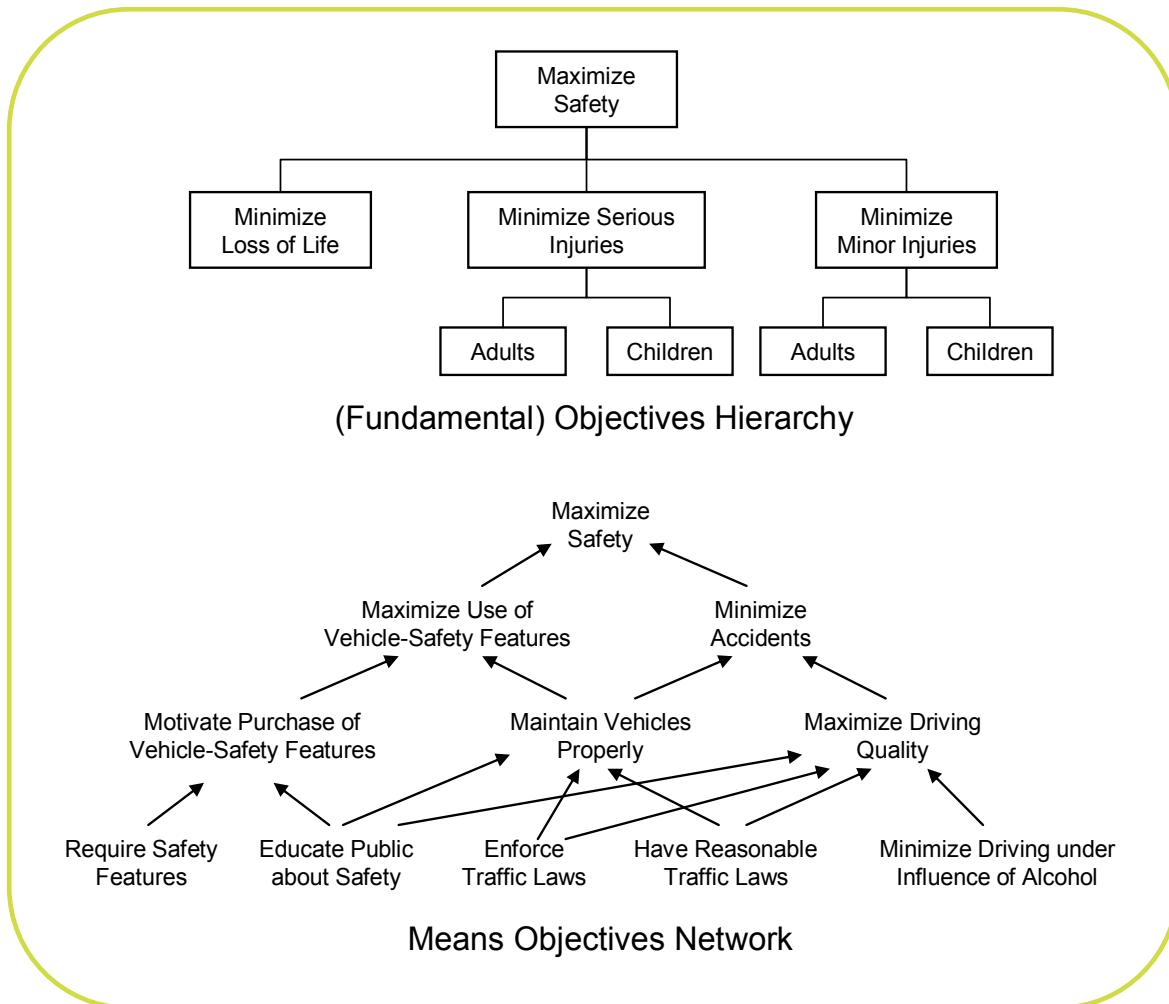 Maximize
Safety
Minimize
Loss of Life
Minimize Serious
Injuries
Minimize
Minor Injuries
Adults
Children
Adults
Children
(Fundamental) Objectives Hierarchy
Maximize
Safety
Maximize Use of
Vehicle-Safety Features
Minimize
Accidents
Motivate Purchase of
Vehicle-Safety Features
Maintain Vehicles
Properly
Maximize Driving
Quality
Require Safety
Features
Educate Public
about Safety
Enforce
Traffic Laws
Have Reasonable
Traffic Laws
Minimize Driving under
Influence of Alcohol
Means Objectives Network